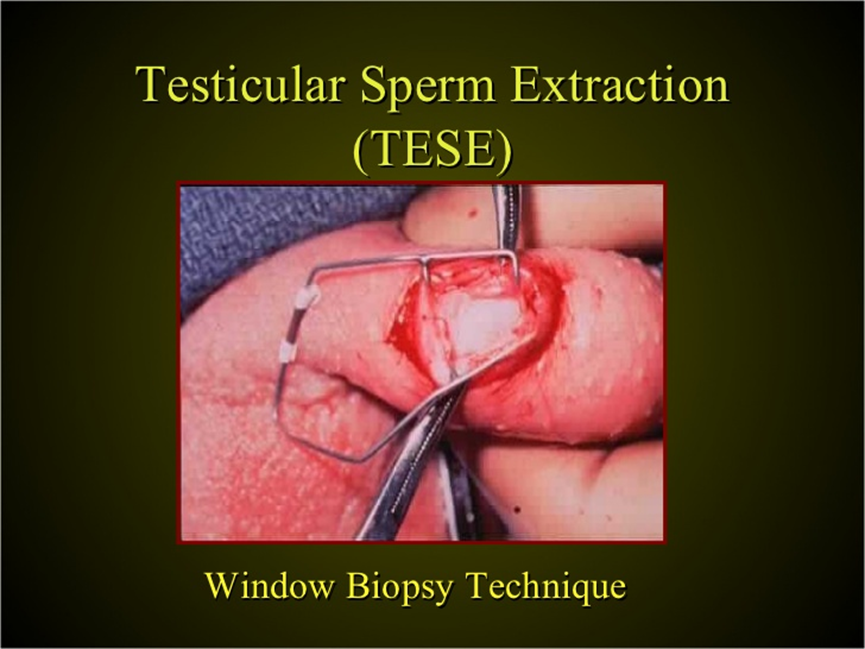 Testicular Sperm Extraction
(TESE)
Window Biopsy Technique